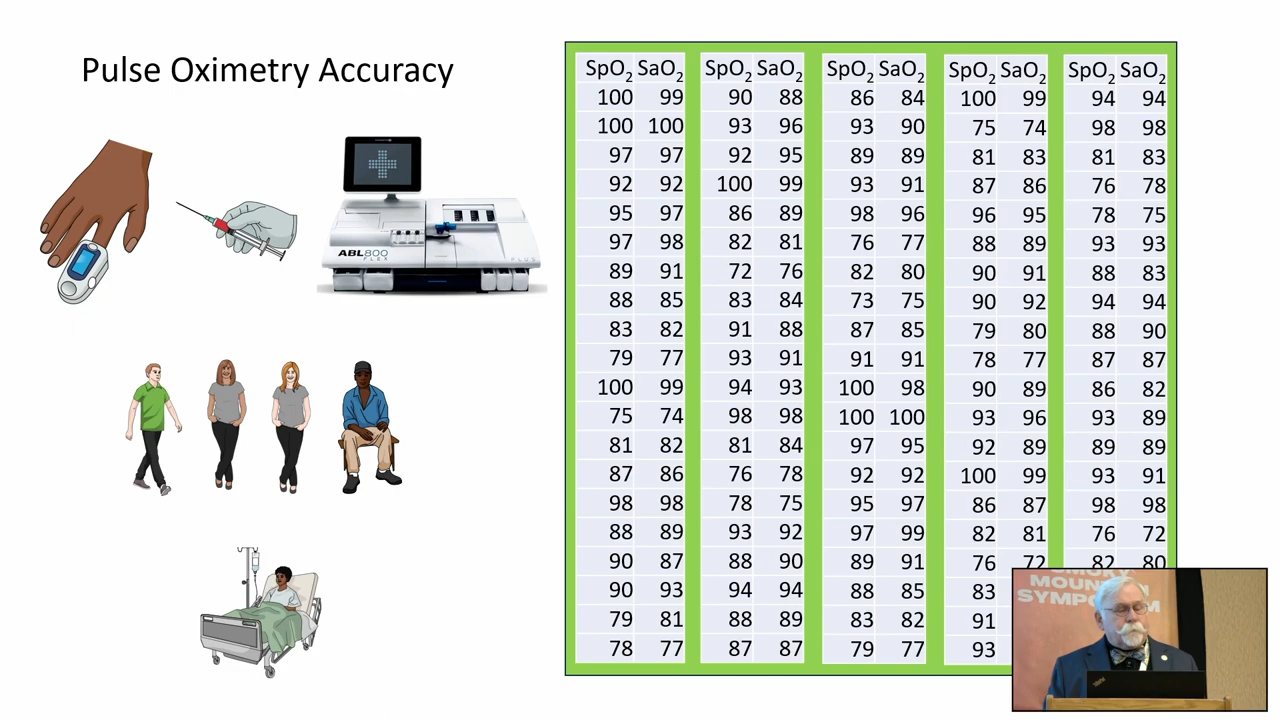 Pulse Oximetry Accuracy
ABL800
FLEX
PLUS
SpO₂ SaO₂ SpO₂ SaO₂ SpO₂ SaO₂ SpO₂ SaO₂ SpO₂ SaO₂
100 99 90 88 86 84 100 99 94 94
100 100 93 96 93 90 75 74 98 98
97 97 92 95 89 89 81 83 81 83
92 92 100 99 93 91 87 86 76 78
95 97 86 89 98 96 96 95 78 75
97 98 82 81 76 77 88 89 93 93
89 91 72 76 82 80 90 91 88 83
88 85 83 84 73 75 90 92 94 94
83 82 91 88 87 85 79 80 88 90
79 77 93 91 91 91 78 77 87 87
100 99 94 93 100 98 90 89 86 82
75 74 98 98 100 100 93 96 93 89
81 82 81 84 97 95 92 89 89 89
87 86 76 78 92 92 100 99 93 91
98 98 78 75 95 97 86 87 98 98
88 89 93 92 97 99 82 81 76 72
90 87 88 90 89 91 76 72 82 80
90 93 94 94 88 85 83
79 81 88 89 83 82 91
78 77 87 87 79 77 93
SMOKY
MOUNTAIN
SYMPOSIUM